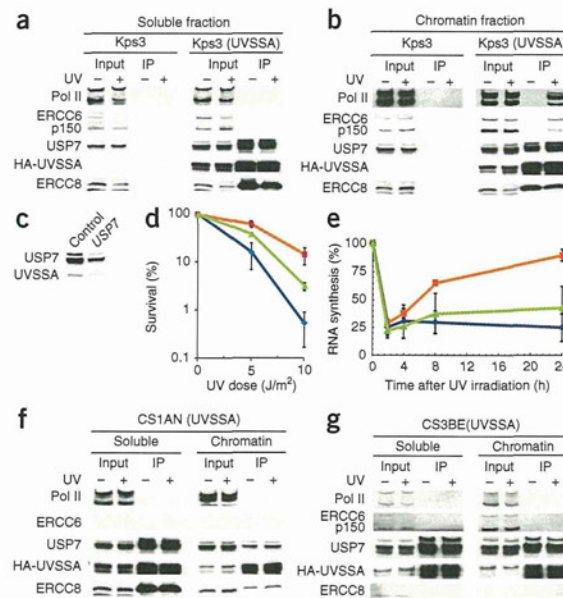 a
Soluble fraction
Kps3 Kps3 (UVSSA)
Input IP Input IP
UV – + – + – + – +
Pol II
ERCC6
p150
USP7
HA-UVSSA
ERCC8
b
Chromatin fraction
Kps3 Kps3 (UVSSA)
Input IP Input IP
UV – + – + – + – +
Pol II
ERCC6
p150
USP7
HA-UVSSA
ERCC8
c
Control USP7
USP7
UVSSA
d
Survival (%)
100
10
1
0.1
0 5 10
UV dose (J/m²)
e
RNA synthesis (%)
100
75
50
25
0
0 4 8 12 16 20 24
Time after UV irradiation (h)
f
CS1AN (UVSSA)
Soluble Chromatin
Input IP Input IP
UV – + – + – + – +
Pol II
ERCC6
USP7
HA-UVSSA
ERCC8
g
CS3BE(UVSSA)
Soluble Chromatin
Input IP Input IP
UV – + – + – + – +
Pol II
ERCC6
p150
USP7
HA-UVSSA
ERCC8